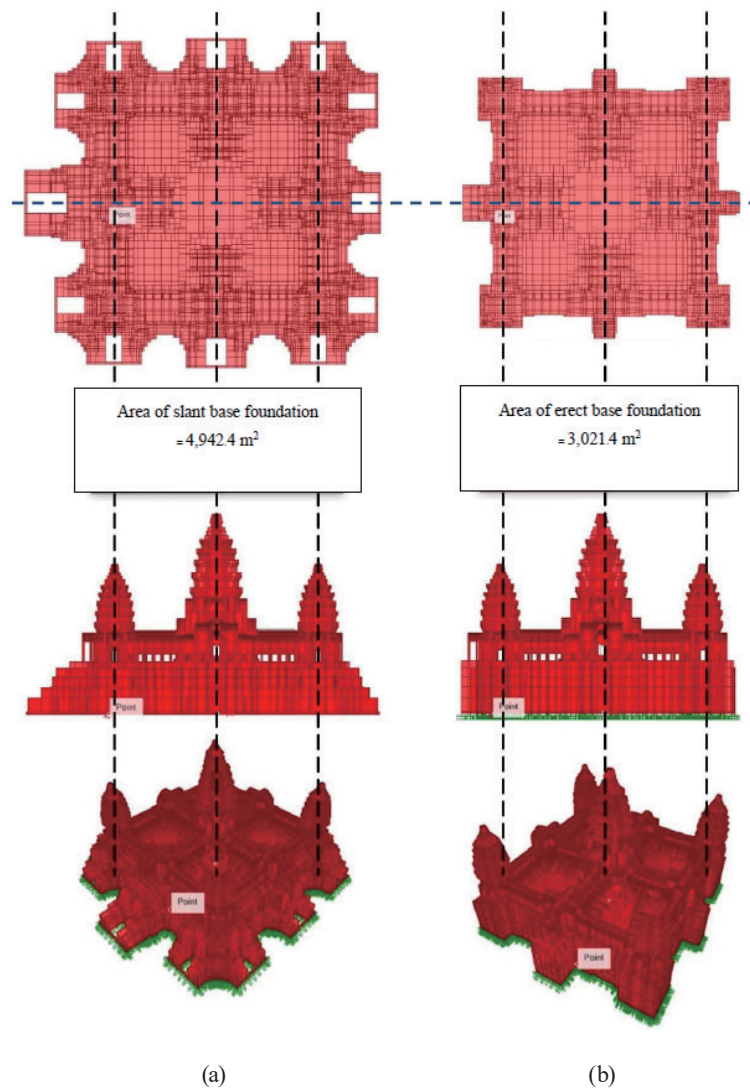 Point
Point
Area of slant base foundation
= 4,942.4 m²
Area of erect base foundation
= 3,021.4 m²
Point
Point
Point
Point
(a)
(b)